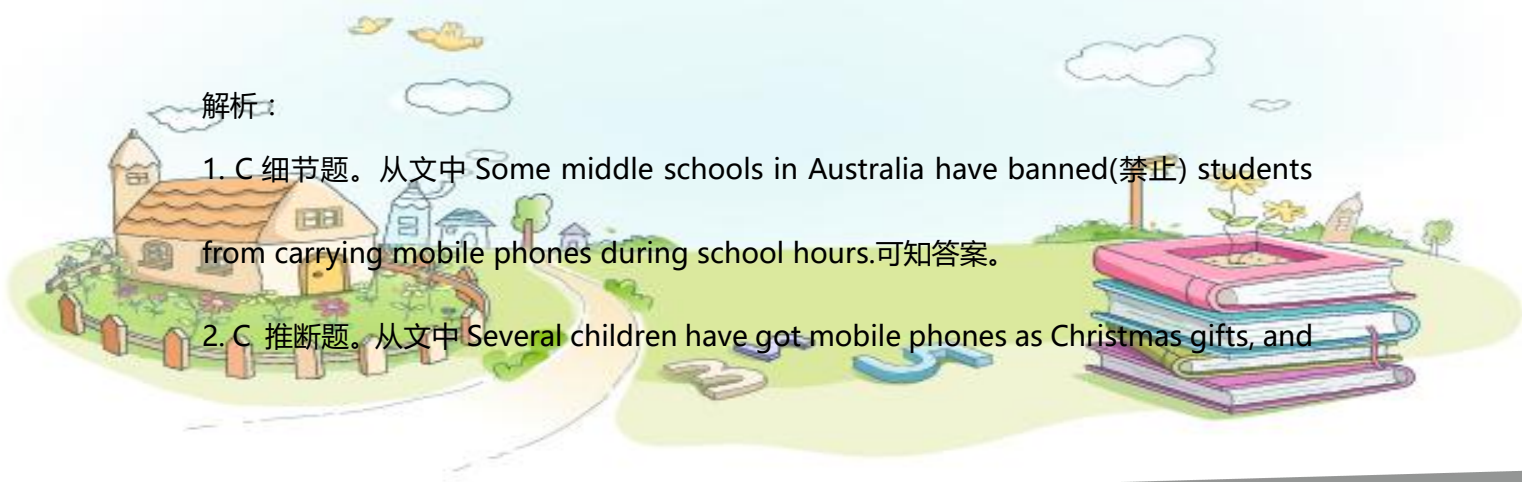 解析：
1. C 细节题。从文中 Some middle schools in Australia have banned(禁止) students
from carrying mobile phones during school hours.可知答案。
2. C 推断题。从文中 Several children have got mobile phones as Christmas gifts, and